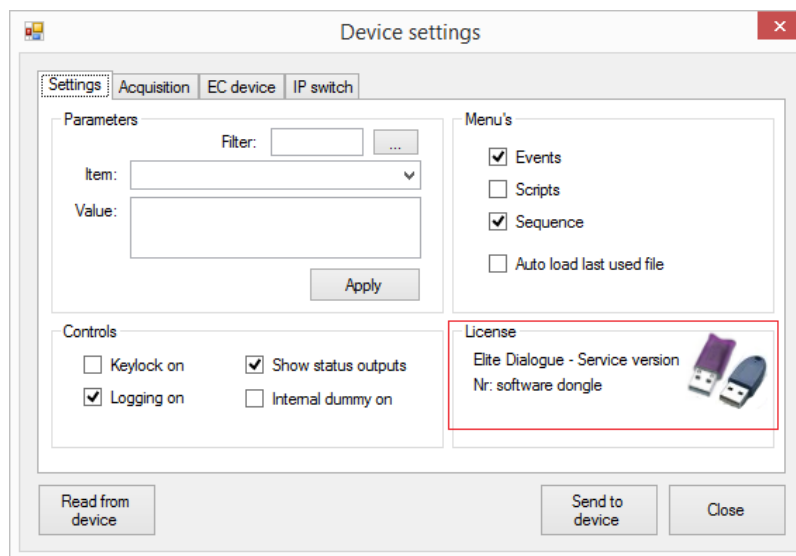 Device settings
Settings Acquisition EC device IP switch
Parameters
Filter: ...
Item:
Value:
Apply
Menu's
Events
Scripts
Sequence
Auto load last used file
Controls
Keylock on Show status outputs
Logging on Internal dummy on
License
Elite Dialogue - Service version
Nr: software dongle
Read from
device
Send to
device
Close